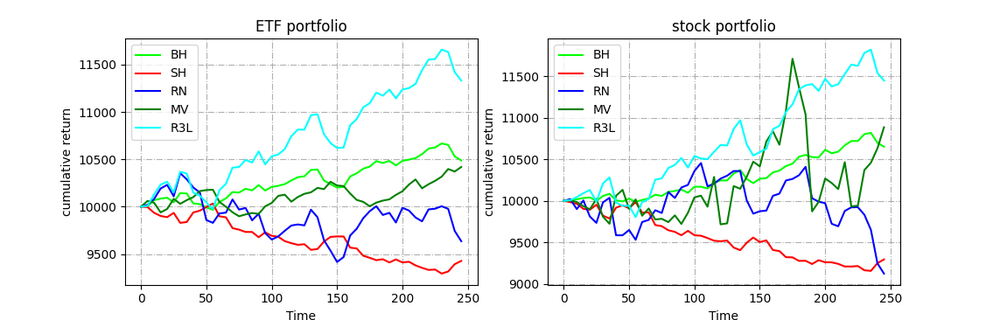 ETF portfolio
cumulative return
11500
11000
10500
10000
9500
BH
SH
RN
MV
R3L
0
50
100
150
200
250
Time
stock portfolio
cumulative return
11500
11000
10500
10000
9500
9000
BH
SH
RN
MV
R3L
0
50
100
150
200
250
Time